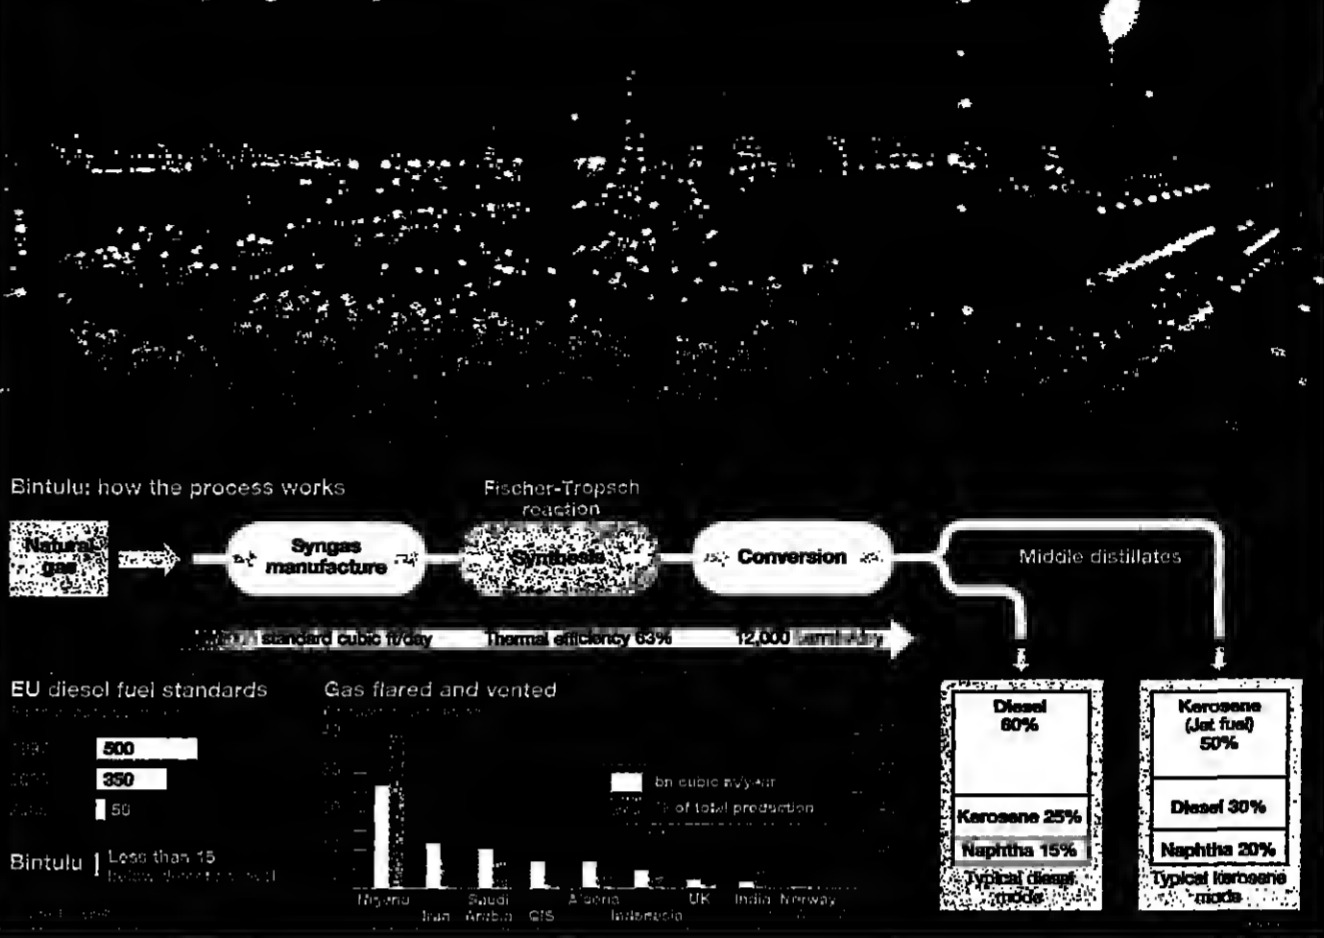 Bintulu: how the process works
Natural
gas
Syngas
manufacture
Fischer-Tropsch
reaction
Synthesis
Conversion
Middle distillates
standard cubic ft/day
Thermal efficiency 63%
12,000
EU diesel fuel standards
500
350
50
Bintulu
Less than 15
Gas flared and vented
bn cubic m/year
% of total production
Nigeria
Iran
Saudi
Arabia
CIS
Algeria
Indonesia
UK
India
Norway
Diesel
60%
Kerosene 25%
Naphtha 15%
Typical diesel
mode
Kerosene
(Jet fuel)
50%
Diesel 30%
Naphtha 20%
Typical kerosene
mode